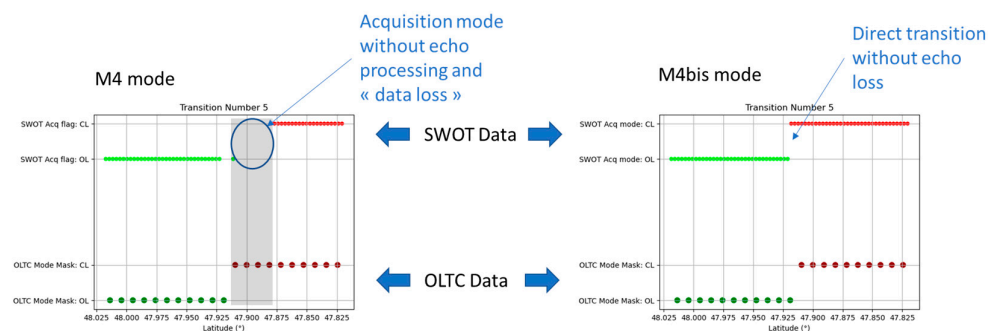 Acquisition mode
without echo
processing and
« data loss »
Direct transition
without echo
loss
M4 mode
M4bis mode
Transition Number 5
SWOT Acq flag: CL
SWOT Acq flag: OL
OLTC Mode Mask: CL
OLTC Mode Mask: OL
48.025 48.000 47.975 47.950 47.925 47.900 47.875 47.850 47.825
Latitude (°)
SWOT Data
OLTC Data
Transition Number 5
SWOT Acq mode: CL
SWOT Acq mode: OL
OLTC Mode Mask: CL
OLTC Mode Mask: OL
48.025 48.000 47.975 47.950 47.925 47.900 47.875 47.850 47.825
Latitude (°)